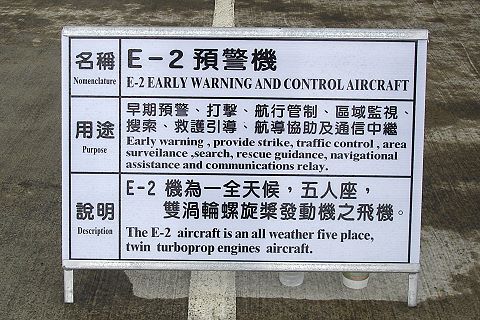 名稱
Nomenclature
E-2 預警機
E-2 EARLY WARNING AND CONTROL AIRCRAFT
用途
Purpose
早期預警、打擊、航行管制、區域監視、
搜索、救護引導、航導協助及通信中繼
Early warning , provide strike, traffic control , area
surveilance ,search, rescue guidance, navigational
assistance and communications relay.
說明
Description
E-2 機為一全天候，五人座，
雙渦輪螺旋槳發動機之飛機。
The E-2 aircraft is an all weather five place,
twin turboprop engines aircraft.